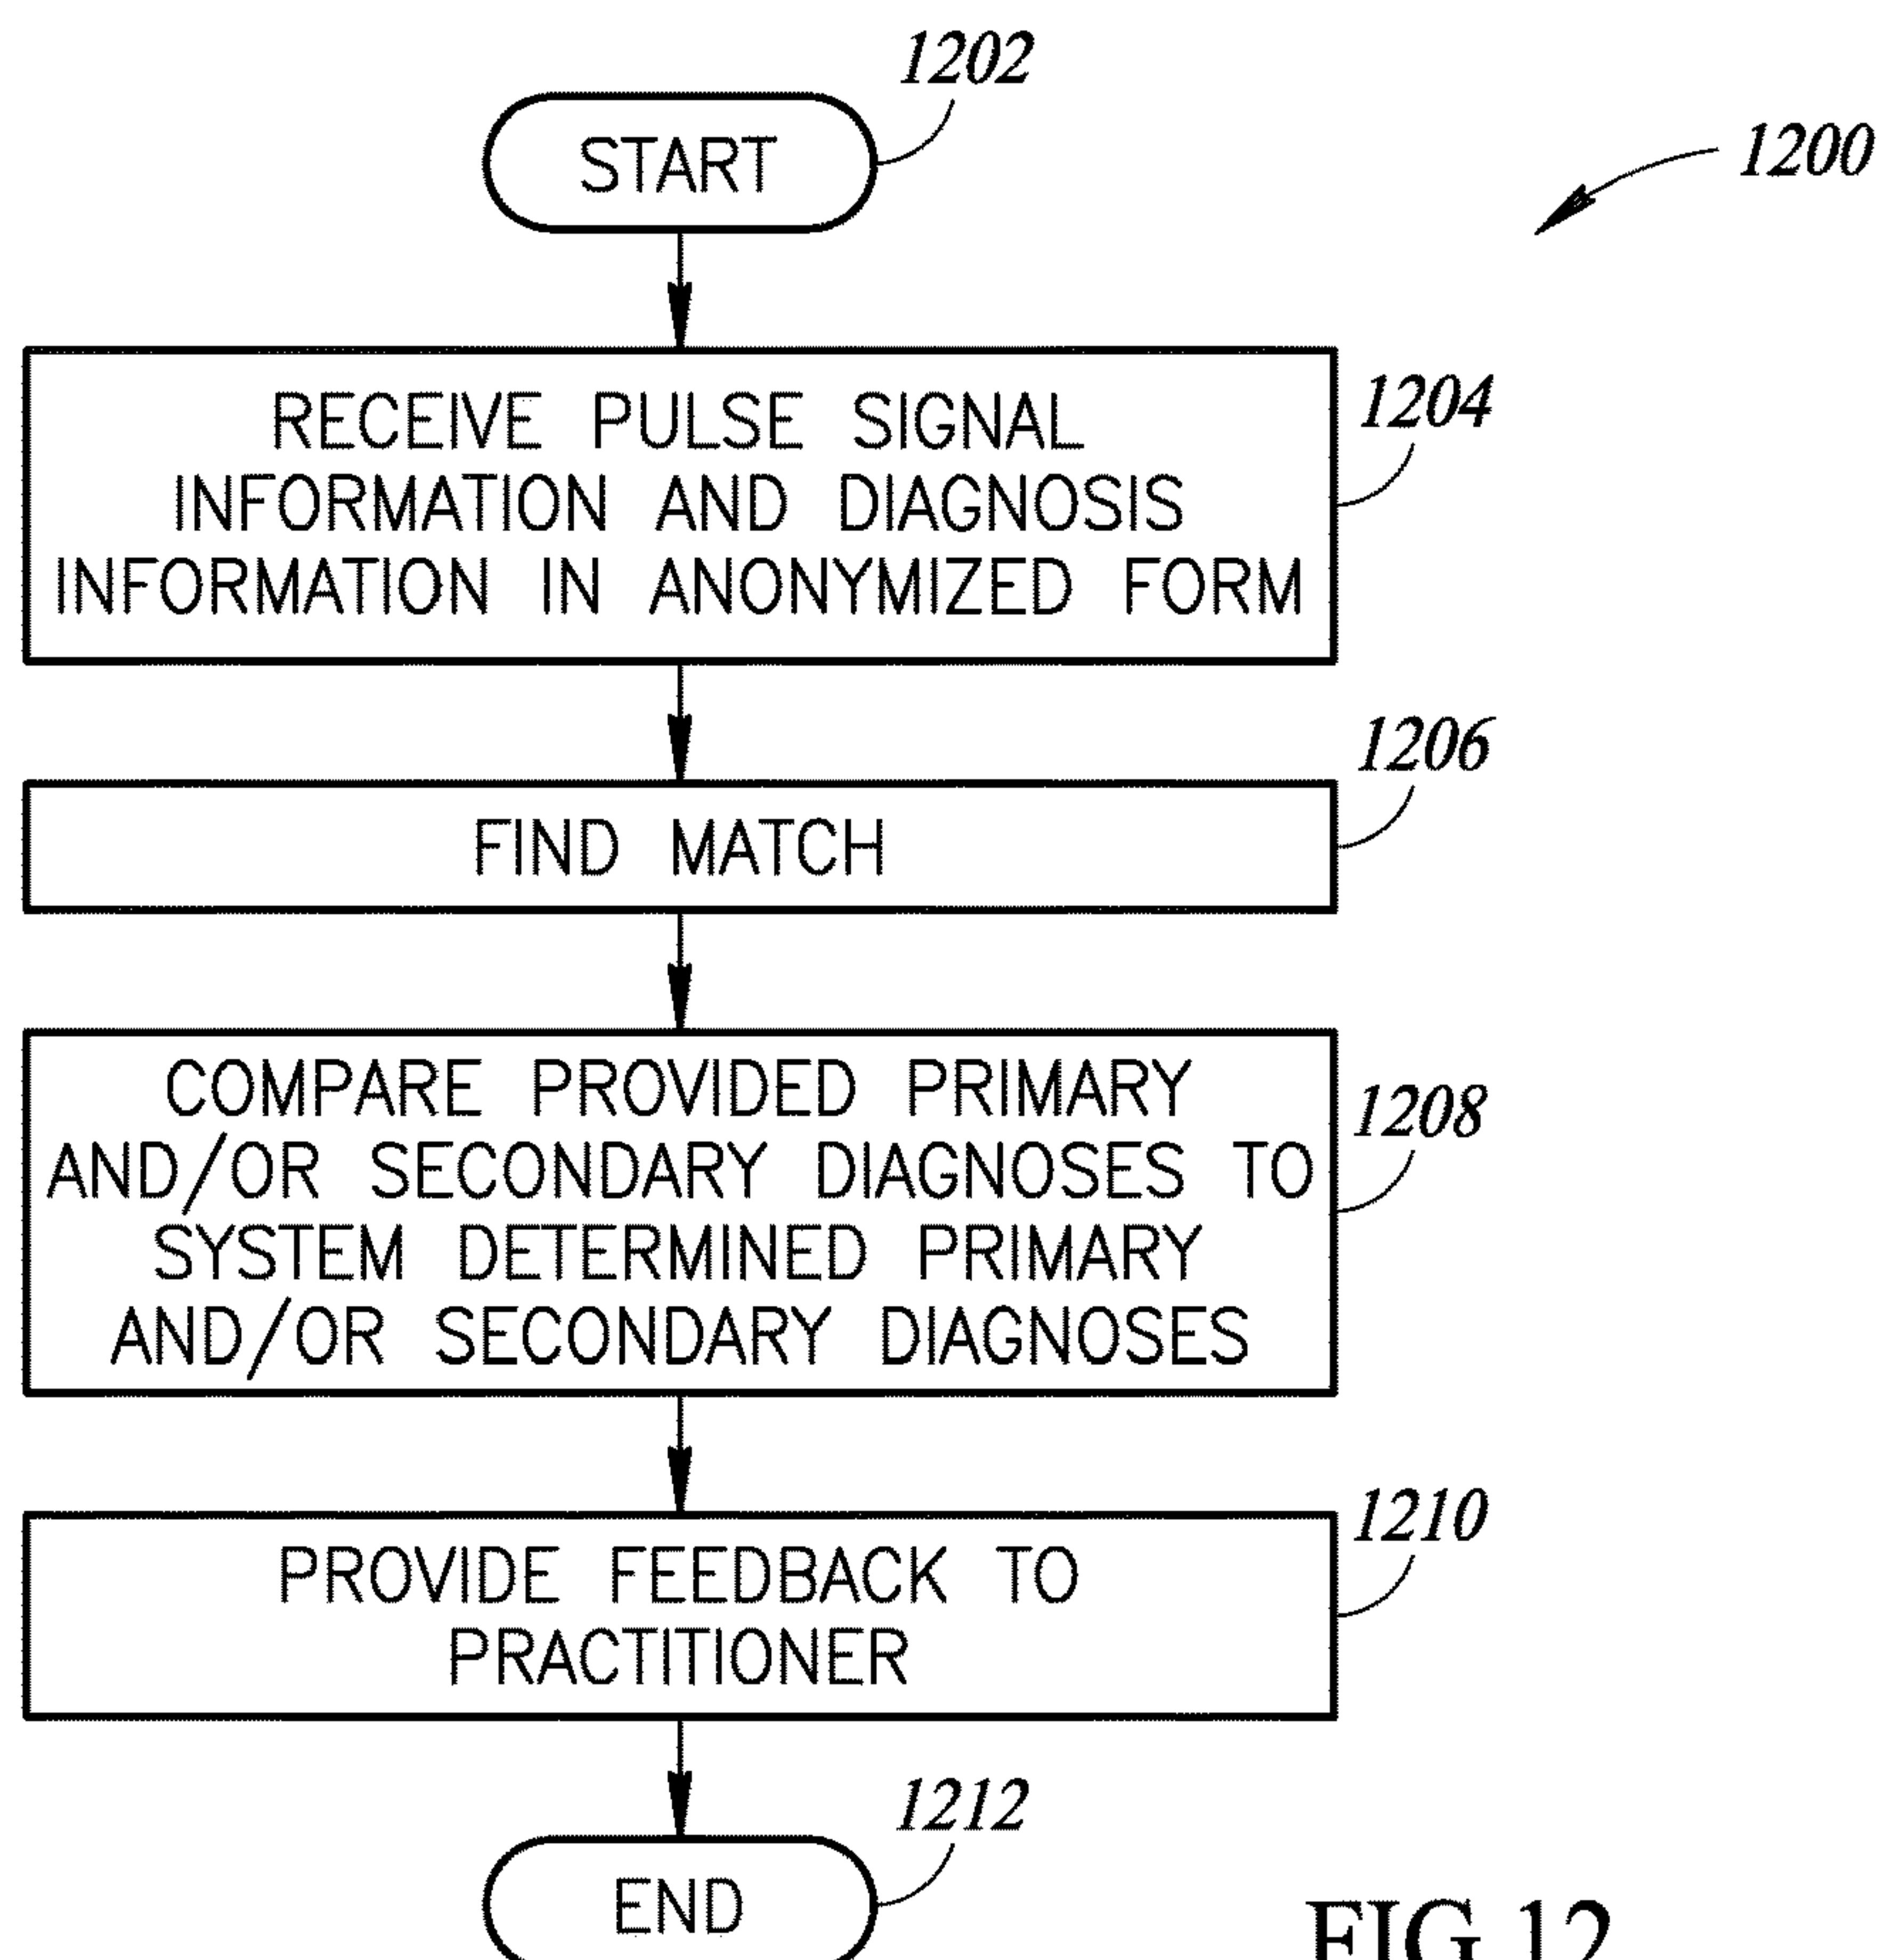 1202
START
1200
RECEIVE PULSE SIGNAL
INFORMATION AND DIAGNOSIS
INFORMATION IN ANONYMIZED FORM
1204
FIND MATCH
1206
COMPARE PROVIDED PRIMARY
AND/OR SECONDARY DIAGNOSES TO
SYSTEM DETERMINED PRIMARY
AND/OR SECONDARY DIAGNOSES
1208
PROVIDE FEEDBACK TO
PRACTITIONER
1210
END
1212
FIG.12